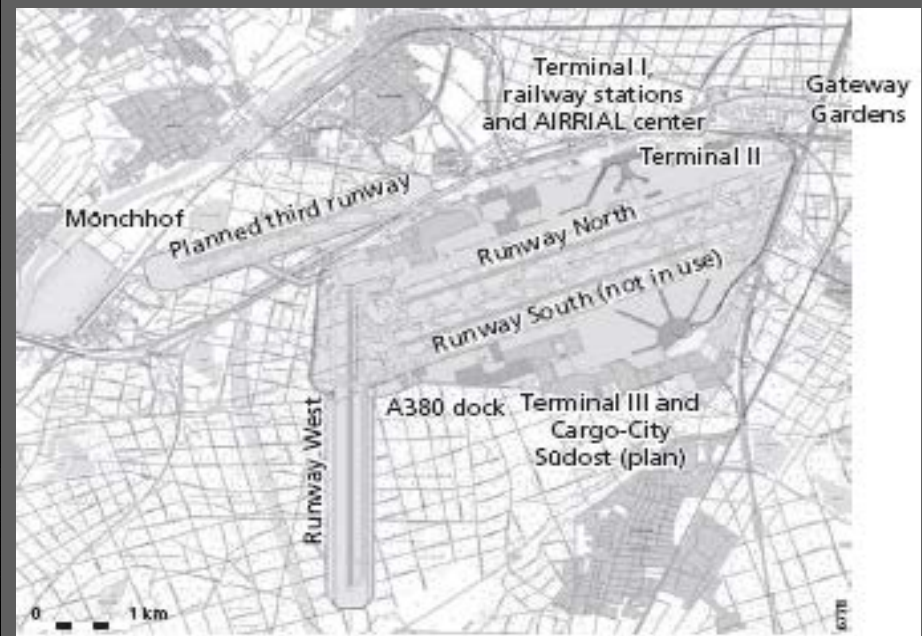 Terminal I,
railway stations
and AIRRIAL center
Gateway
Gardens
Terminal II
Mönchhof
Planned third runway
Runway North
Runway South (not in use)
Runway West
A380 dock
Terminal III and
Cargo-City
Südost (plan)
0 1 km